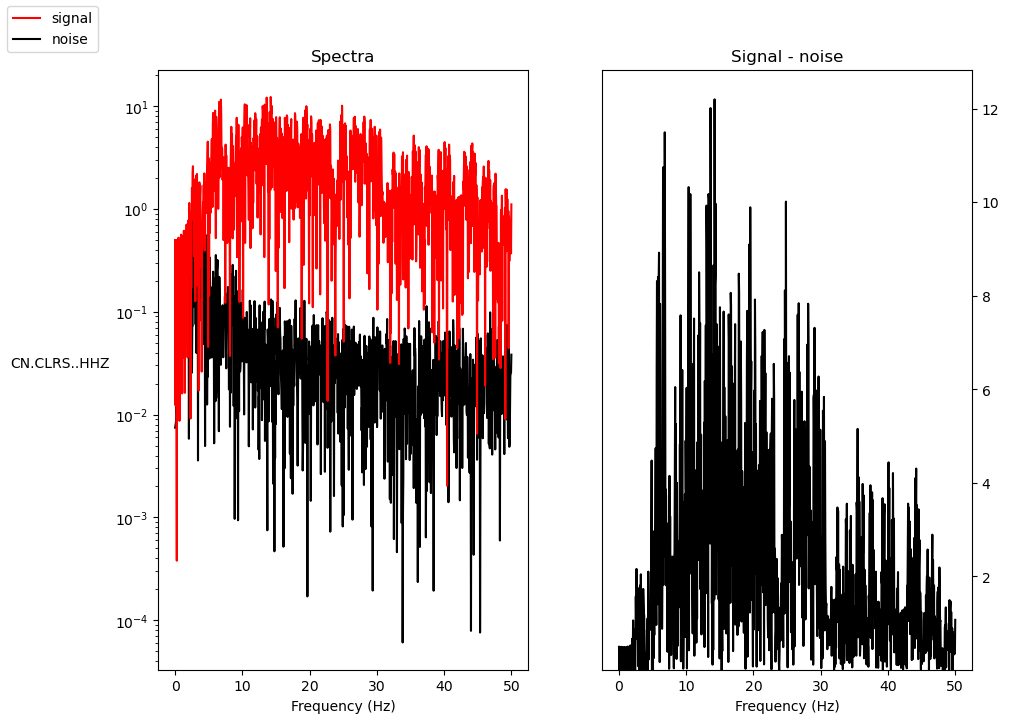 signal
noise
Spectra
Signal - noise
10¹
10⁰
10⁻¹
10⁻²
10⁻³
10⁻⁴
CN.CLRS..HHZ
12
10
8
6
4
2
0 10 20 30 40 50
0 10 20 30 40 50
Frequency (Hz)
Frequency (Hz)